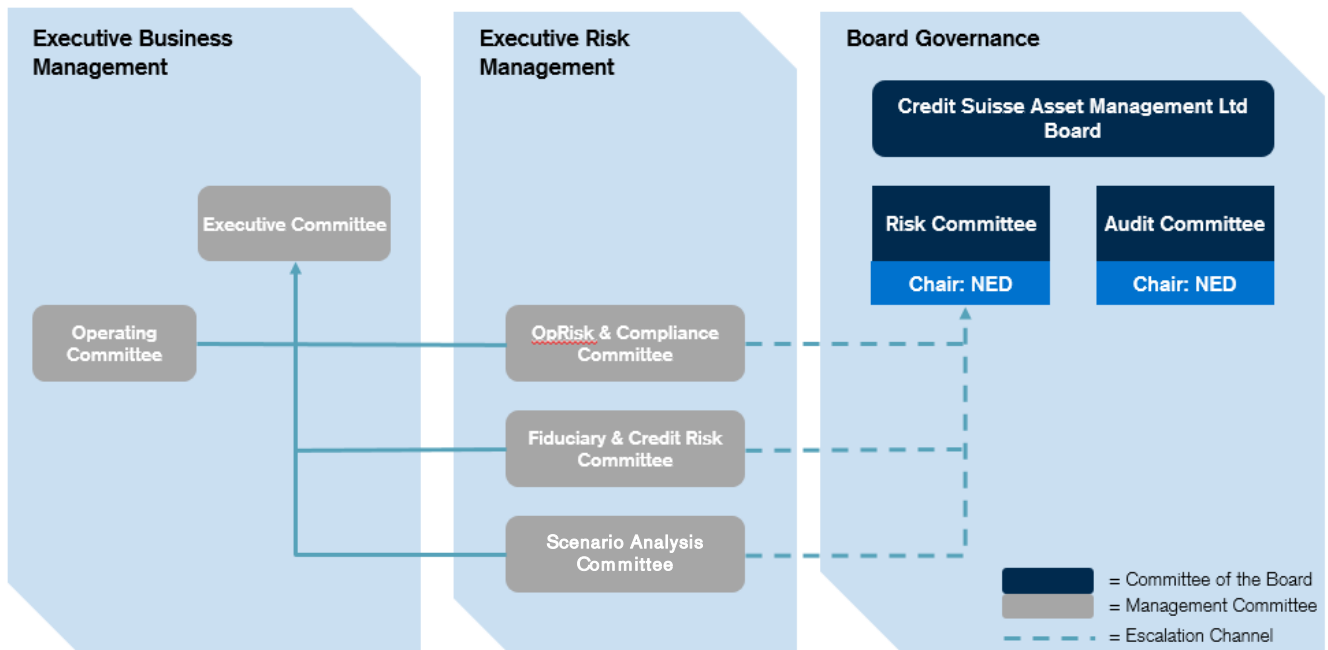 Executive Business
Management
Executive Committee
Operating
Committee
Executive Risk
Management
OpRisk & Compliance
Committee
Fiduciary & Credit Risk
Committee
Scenario Analysis
Committee
Board Governance
Credit Suisse Asset Management Ltd
Board
Risk Committee
Chair: NED
Audit Committee
Chair: NED
= Committee of the Board
= Management Committee
= Escalation Channel